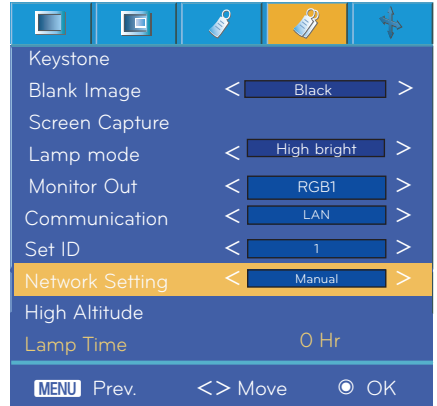 Keystone
Blank Image < Black >
Screen Capture
Lamp mode < High bright >
Monitor Out < RGB1 >
Communication < LAN >
Set ID < 1 >
Network Setting < Manual >
High Altitude
Lamp Time 0 Hr
MENU Prev. <> Move ◉ OK